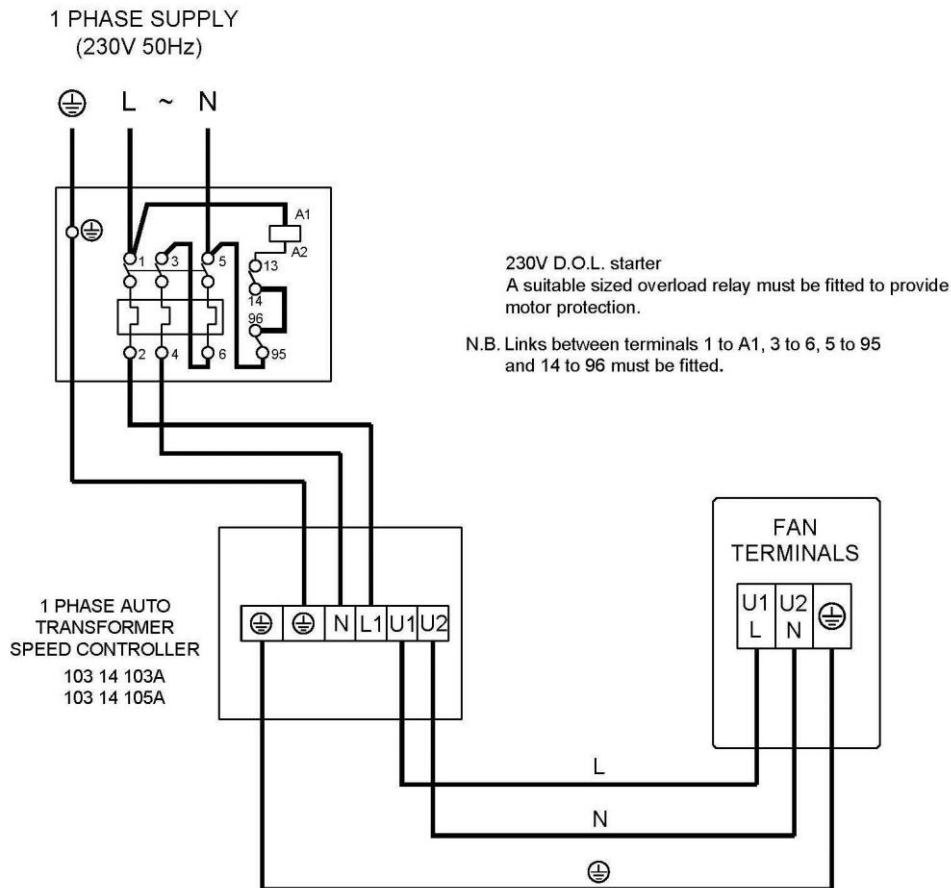 1 PHASE SUPPLY
(230V 50Hz)
L ~ N
A1
A2
1 3 5 13
14
96
2 4 6 95
230V D.O.L. starter
A suitable sized overload relay must be fitted to provide
motor protection.
N.B. Links between terminals 1 to A1, 3 to 6, 5 to 95
and 14 to 96 must be fitted.
1 PHASE AUTO
TRANSFORMER
SPEED CONTROLLER
103 14 103A
103 14 105A
N L1 U1 U2
FAN
TERMINALS
U1 U2
L N
L
N